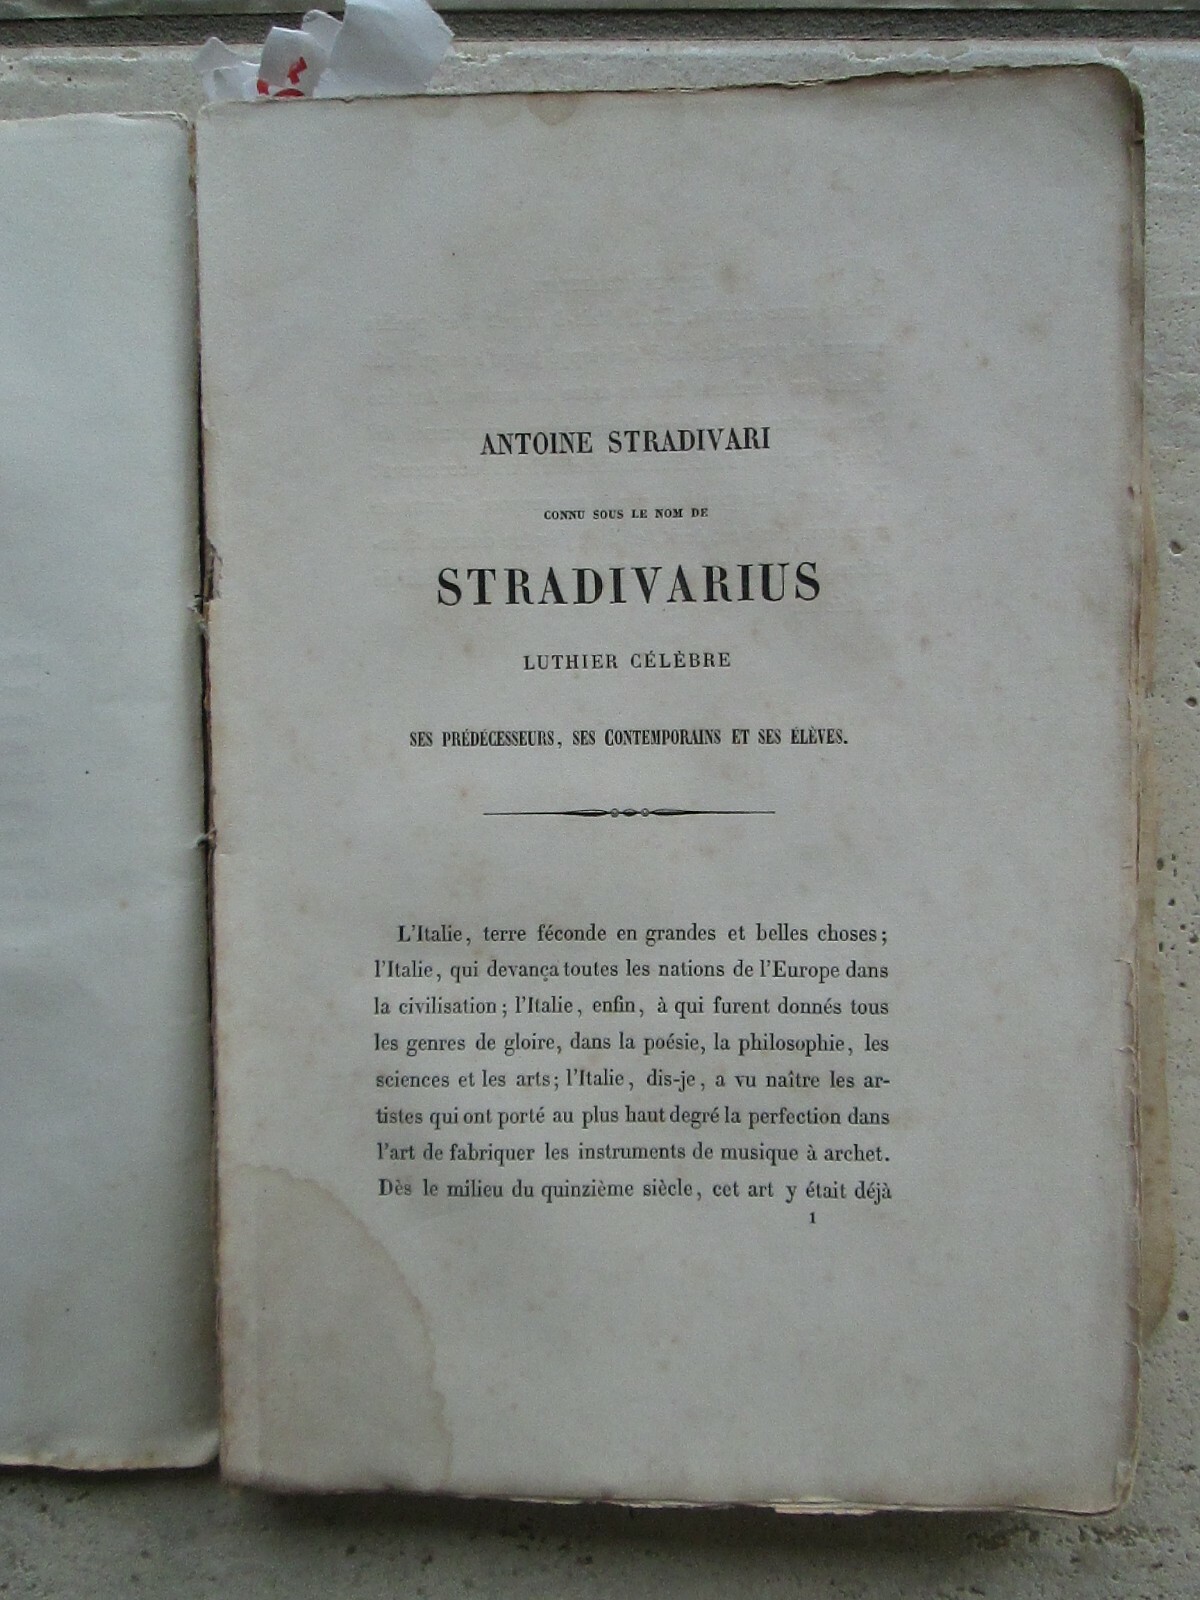 ANTOINE STRADIVARI
CONNU SOUS LE NOM DE
STRADIVARIUS
LUTHIER CÉLÈBRE
SES PRÉDÉCESSEURS, SES CONTEMPORAINS ET SES ÉLÈVES.
L'Italie, terre féconde en grandes et belles choses;
l'Italie, qui devança toutes les nations de l'Europe dans
la civilisation; l'Italie, enfin, à qui furent donnés tous
les genres de gloire, dans la poésie, la philosophie, les
sciences et les arts; l'Italie, dis-je, a vu naître les ar-
tistes qui ont porté au plus haut degré la perfection dans
l'art de fabriquer les instruments de musique à archet.
Dès le milieu du quinzième siècle, cet art y était déjà
1